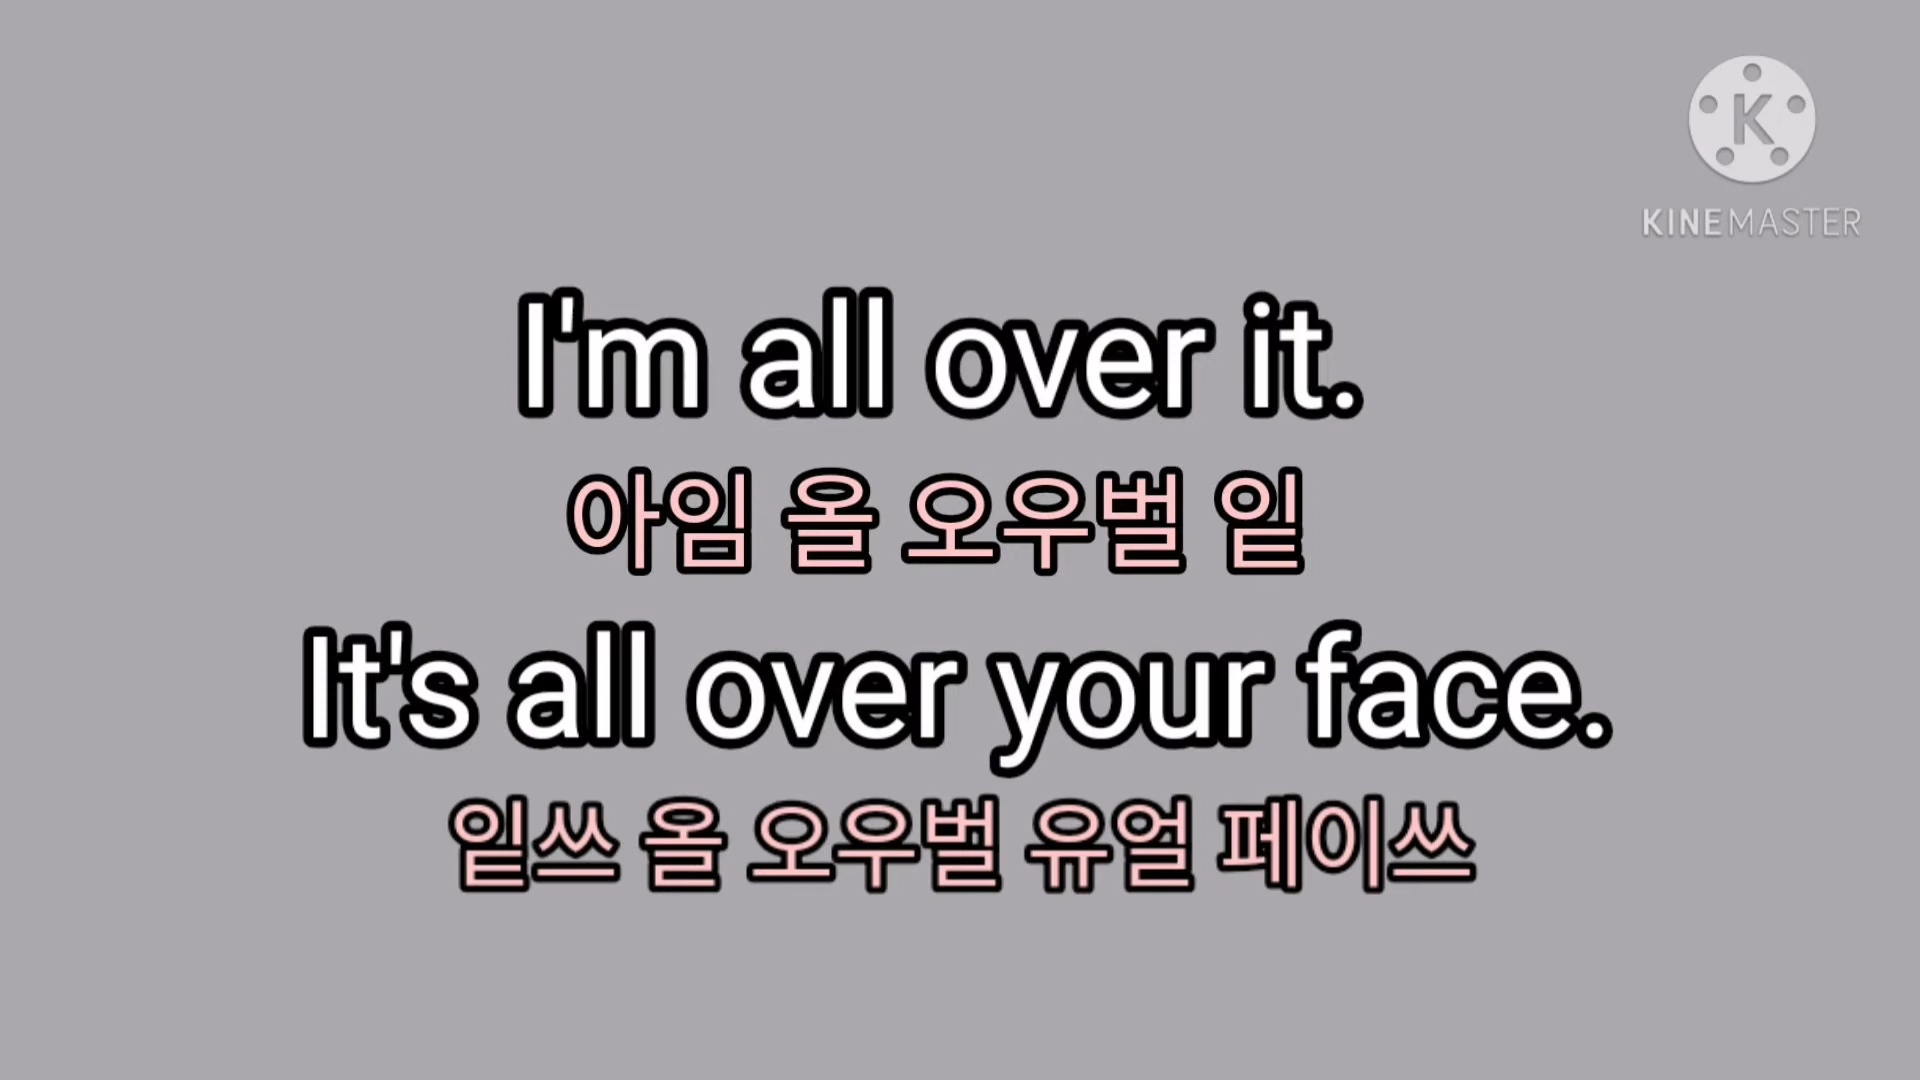 K
KINEMASTER
I'm all over it.
아임 올 오우벌 잍
It's all over your face.
잍쓰 올 오우벌 유얼 페이쓰